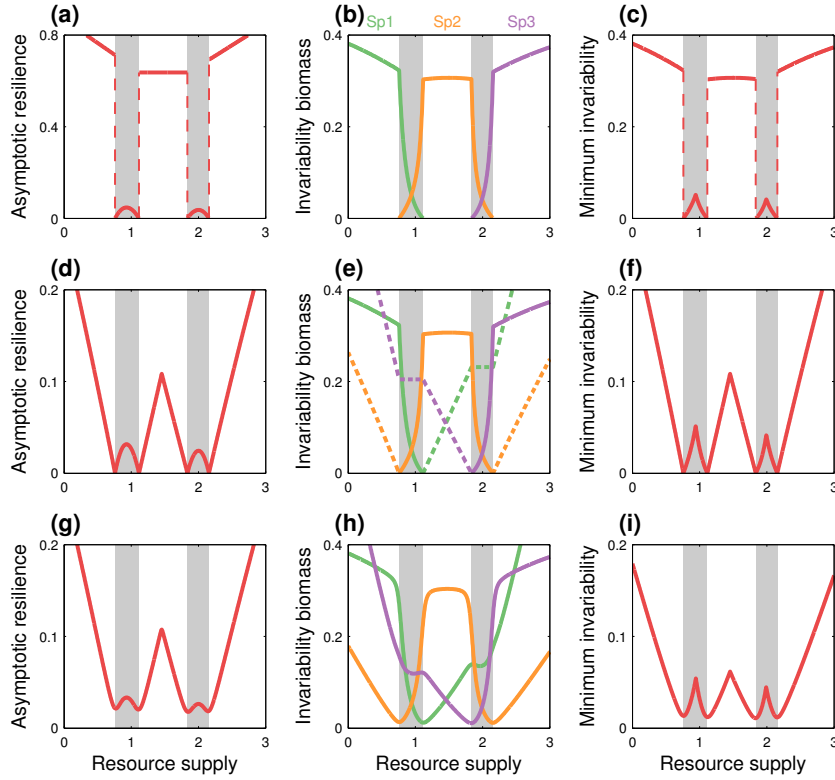 (a)
Asymptotic resilience
0.8
0.4
0
0 1 2 3
(b)
Sp1 Sp2 Sp3
Invariability biomass
0.4
0.2
0
0 1 2 3
(c)
Minimum invariability
0.4
0.2
0
0 1 2 3
(d)
Asymptotic resilience
0.2
0.1
0
0 1 2 3
(e)
Invariability biomass
0.4
0.2
0
0 1 2 3
(f)
Minimum invariability
0.2
0.1
0
0 1 2 3
(g)
Asymptotic resilience
0.2
0.1
0
0 1 2 3
Resource supply
(h)
Invariability biomass
0.4
0.2
0
0 1 2 3
Resource supply
(i)
Minimum invariability
0.2
0.1
0
0 1 2 3
Resource supply